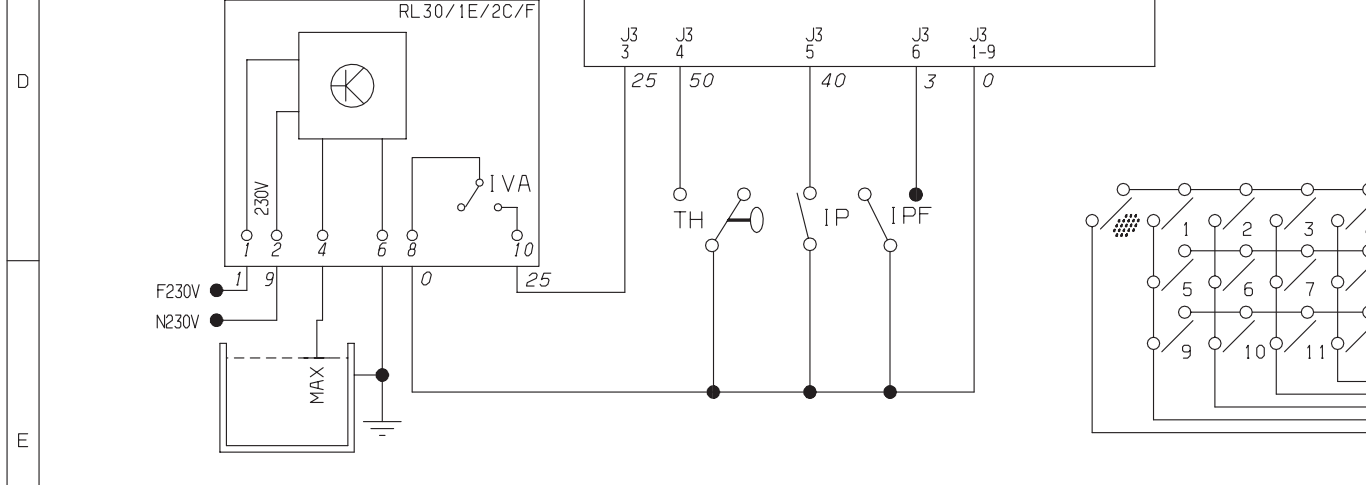 RL30/1E/2C/F
J3 J3 J3 J3 J3
3 4 5 6 1-9
D
25 50 40 3 0
230V
IVA
TH IP IPF
1 2 3
1 2 4 6 8 10
1 9 0 25
5 6 7
F230V
N230V
9 10 11
MAX
E